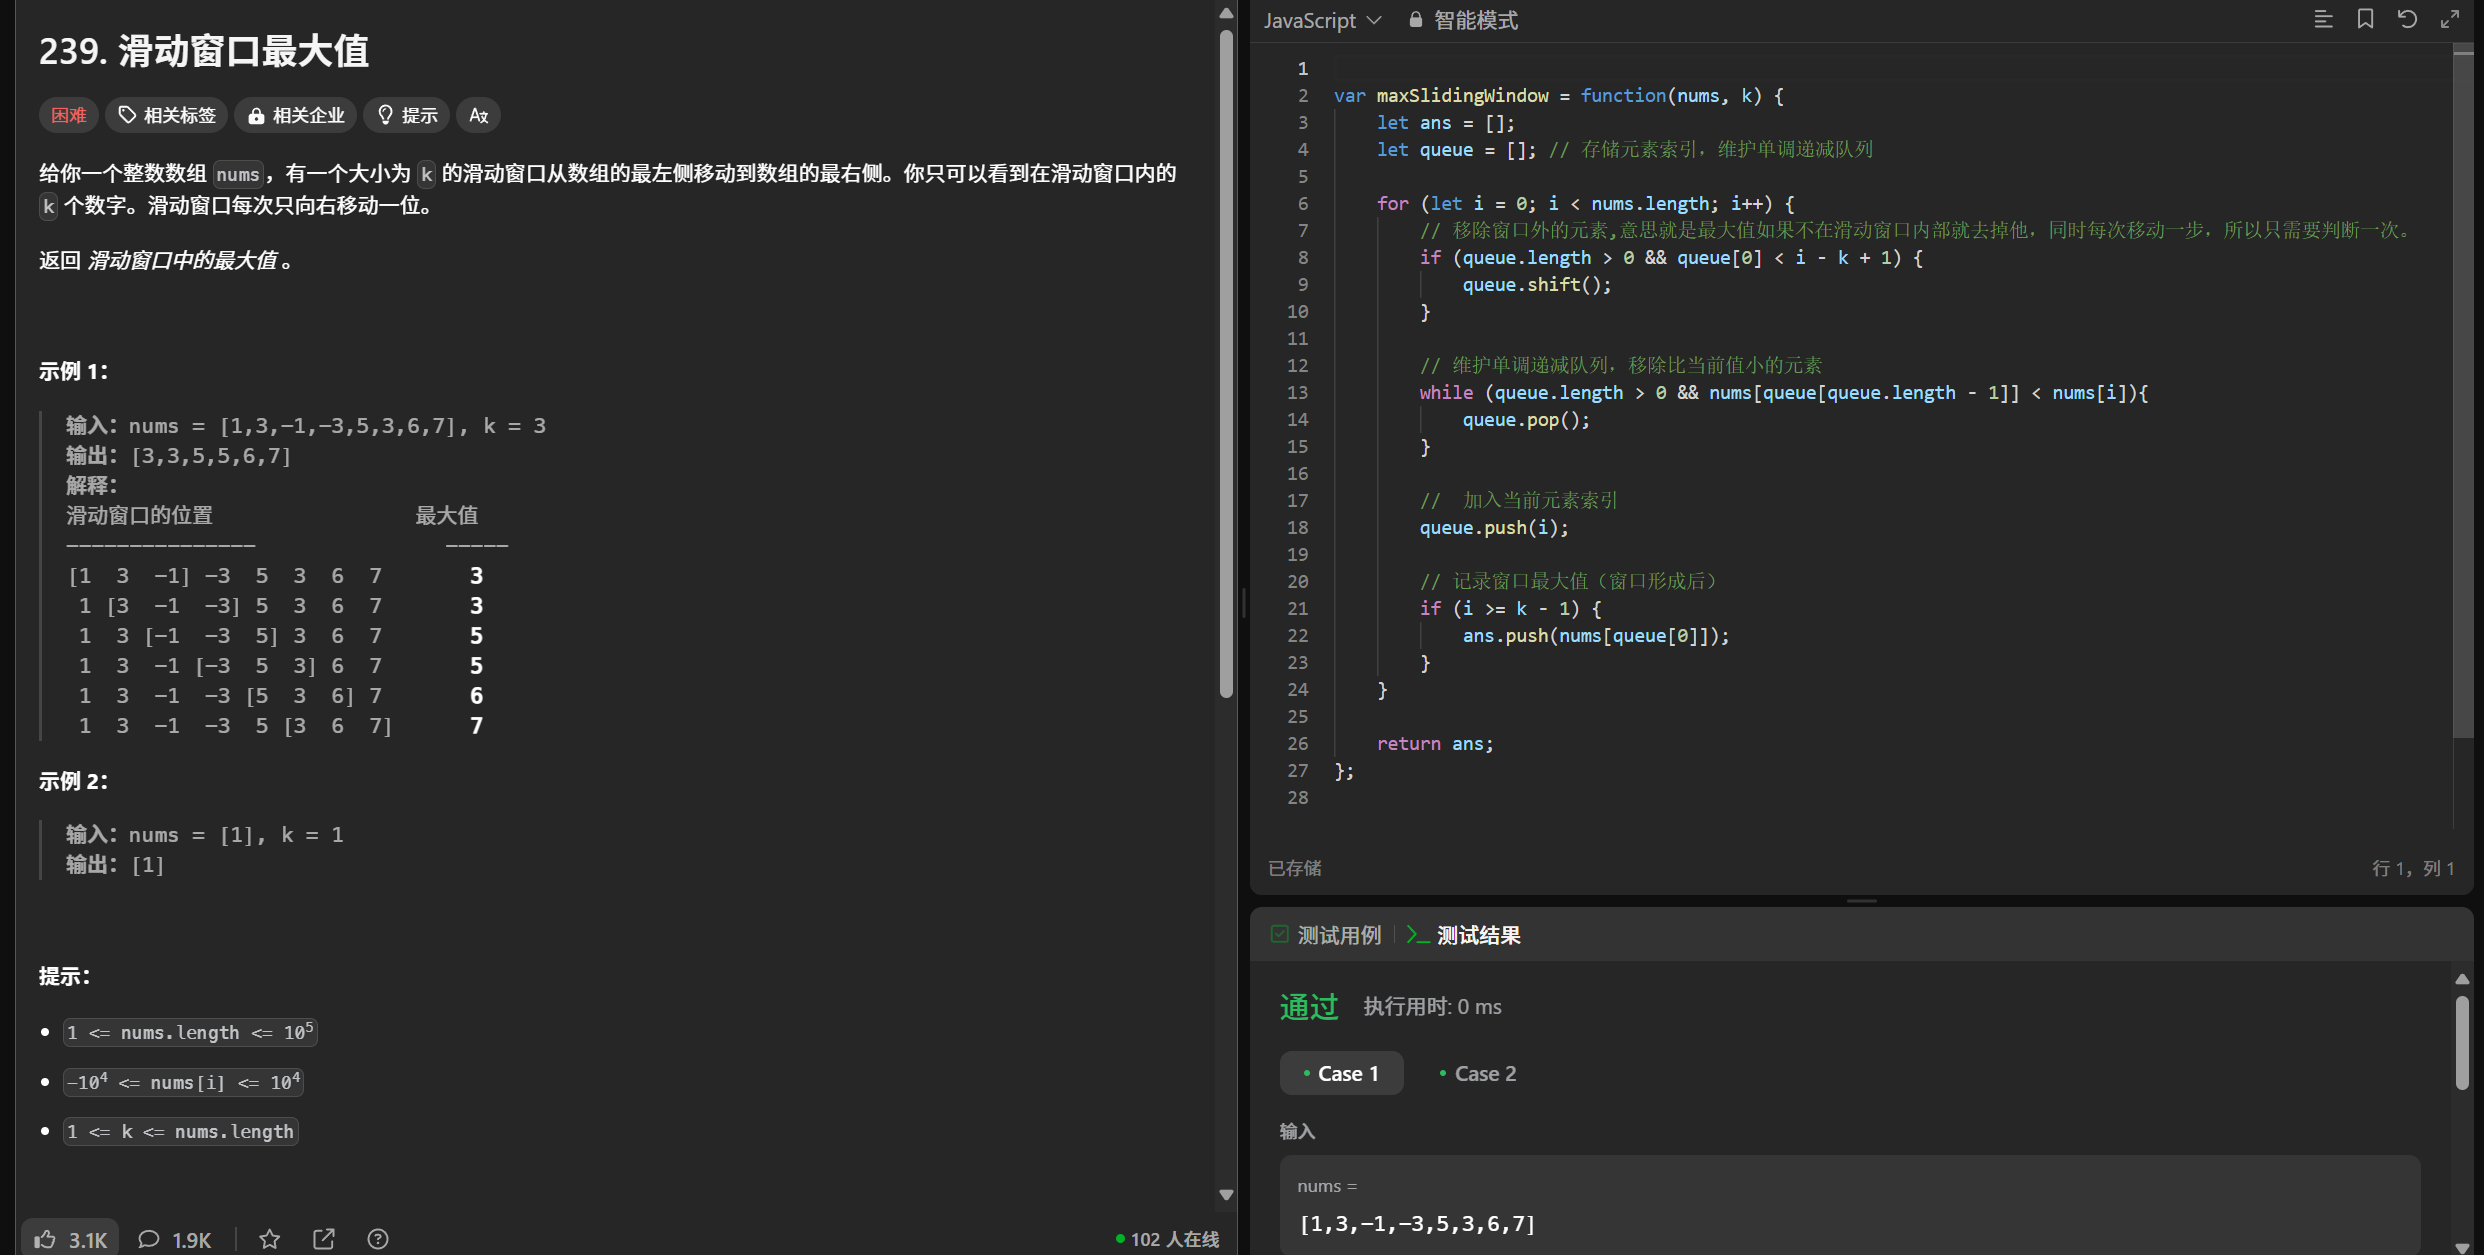 239. 滑动窗口最大值
困难 相关标签 相关企业 提示
给你一个整数数组 nums，有一个大小为 k 的滑动窗口从数组的最左侧移动到数组的最右侧。你只可以看到在滑动窗口内的
k 个数字。滑动窗口每次只向右移动一位。
返回 滑动窗口中的最大值 。
示例 1：
输入：nums = [1,3,-1,-3,5,3,6,7], k = 3
输出：[3,3,5,5,6,7]
解释：
滑动窗口的位置 最大值
--------------- -----
[1 3 -1] -3 5 3 6 7 3
1 [3 -1 -3] 5 3 6 7 3
1 3 [-1 -3 5] 3 6 7 5
1 3 -1 [-3 5 3] 6 7 5
1 3 -1 -3 [5 3 6] 7 6
1 3 -1 -3 5 [3 6 7] 7
示例 2：
输入：nums = [1], k = 1
输出：[1]
提示：
1 <= nums.length <= 10⁵
-10⁴ <= nums[i] <= 10⁴
1 <= k <= nums.length
3.1K 1.9K 102 人在线
JavaScript 智能模式
1
2 var maxSlidingWindow = function(nums, k) {
3 let ans = [];
4 let queue = []; // 存储元素索引，维护单调递减队列
5
6 for (let i = 0; i < nums.length; i++) {
7 // 移除窗口外的元素,意思就是最大值如果不在滑动窗口内部就去掉他，同时每次移动一步，所以只需要判断一次。
8 if (queue.length > 0 && queue[0] < i - k + 1) {
9 queue.shift();
10 }
11
12 // 维护单调递减队列，移除比当前值小的元素
13 while (queue.length > 0 && nums[queue[queue.length - 1]] < nums[i]){
14 queue.pop();
15 }
16
17 //  加入当前元素索引
18 queue.push(i);
19
20 // 记录窗口最大值（窗口形成后）
21 if (i >= k - 1) {
22 ans.push(nums[queue[0]]);
23 }
24 }
25
26 return ans;
27 };
28
已存储 行 1，列 1
测试用例 测试结果
通过 执行用时: 0 ms
Case 1 Case 2
输入
nums =
[1,3,-1,-3,5,3,6,7]